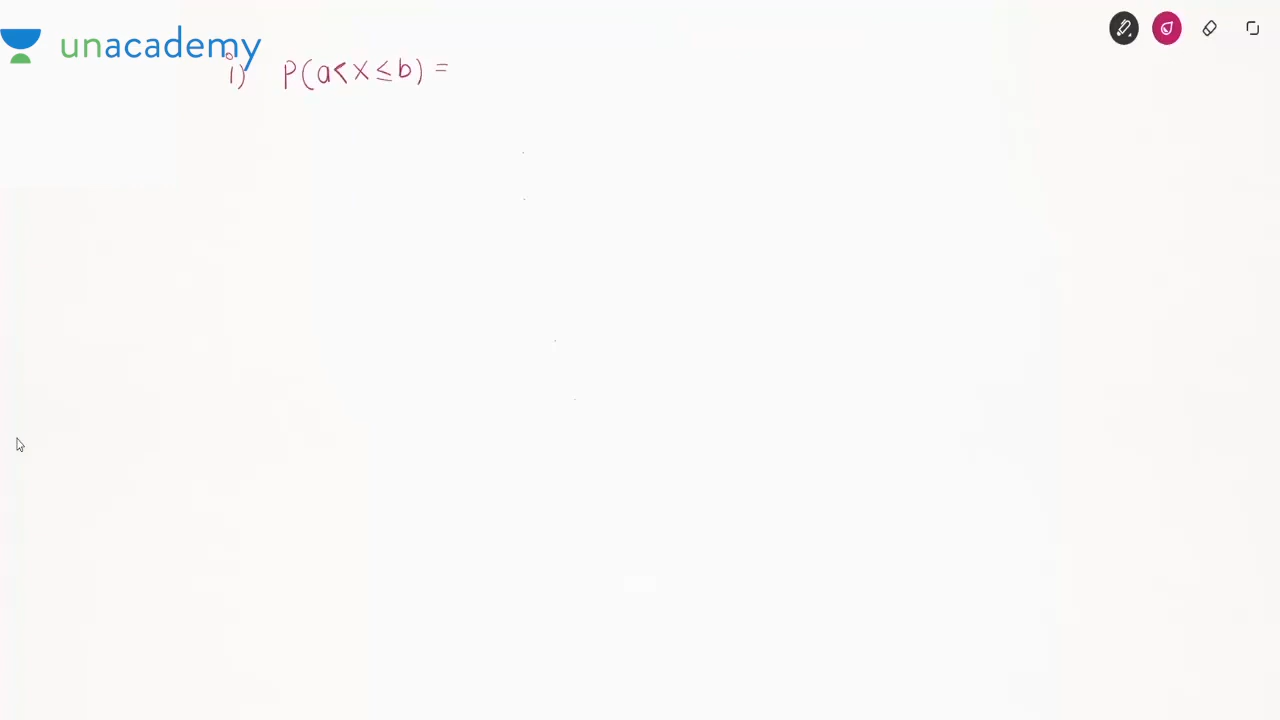 unacademy
i) P(a<x≤b) =